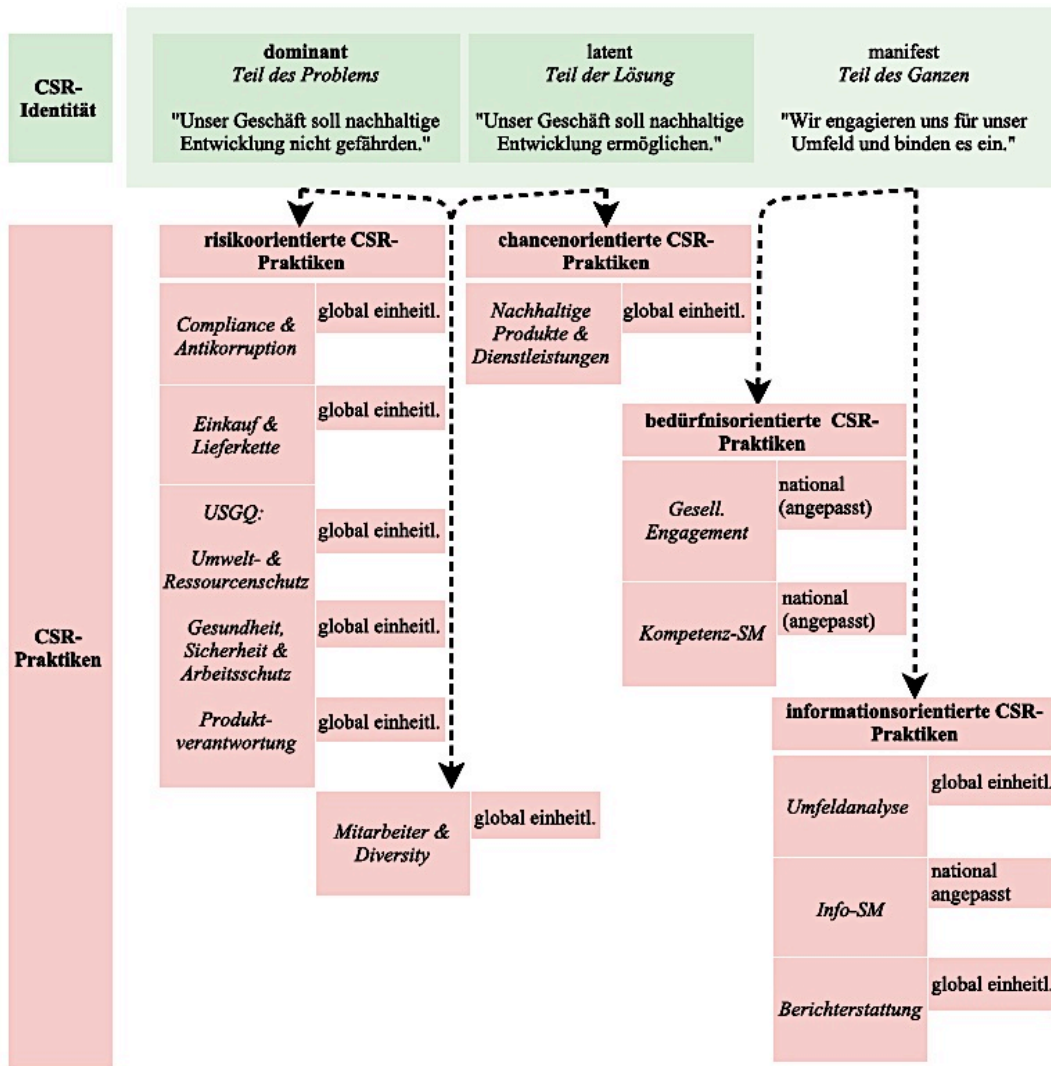 CSR-
Identität
dominant
Teil des Problems
"Unser Geschäft soll nachhaltige
Entwicklung nicht gefährden."
latent
Teil der Lösung
"Unser Geschäft soll nachhaltige
Entwicklung ermöglichen."
manifest
Teil des Ganzen
"Wir engagieren uns für unser
Umfeld und binden es ein."
CSR-
Praktiken
risikoorientierte CSR-
Praktiken
Compliance &
Antikorruption
global einheitl.
Einkauf &
Lieferkette
global einheitl.
USGQ:
Umwelt- &
Ressourcenschutz
global einheitl.
Gesundheit,
Sicherheit &
Arbeitsschutz
global einheitl.
Produkt-
verantwortung
global einheitl.
Mitarbeiter &
Diversity
global einheitl.
chancenorientierte CSR-
Praktiken
Nachhaltige
Produkte &
Dienstleistungen
global einheitl.
bedürfnisorientierte CSR-
Praktiken
Gesell.
Engagement
national
(angepasst)
Kompetenz-SM
national
(angepasst)
informationsorientierte CSR-
Praktiken
Umfeldanalyse
global einheitl.
Info-SM
national
angepasst
Berichterstattung
global einheitl.